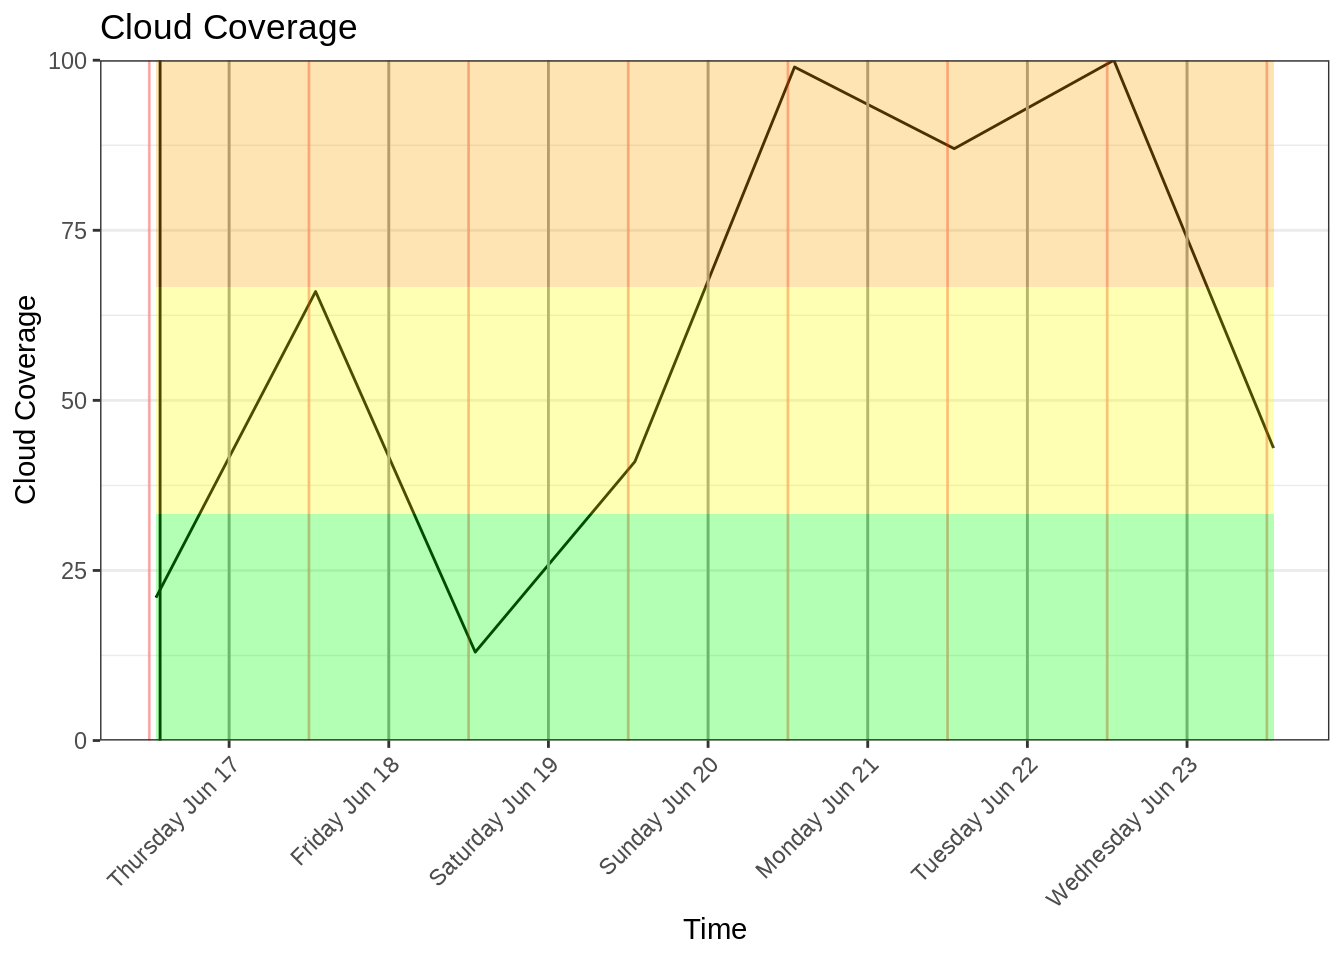 Cloud Coverage
100
75
50
25
0
Cloud Coverage
Thursday Jun 17
Friday Jun 18
Saturday Jun 19
Sunday Jun 20
Monday Jun 21
Tuesday Jun 22
Wednesday Jun 23
Time